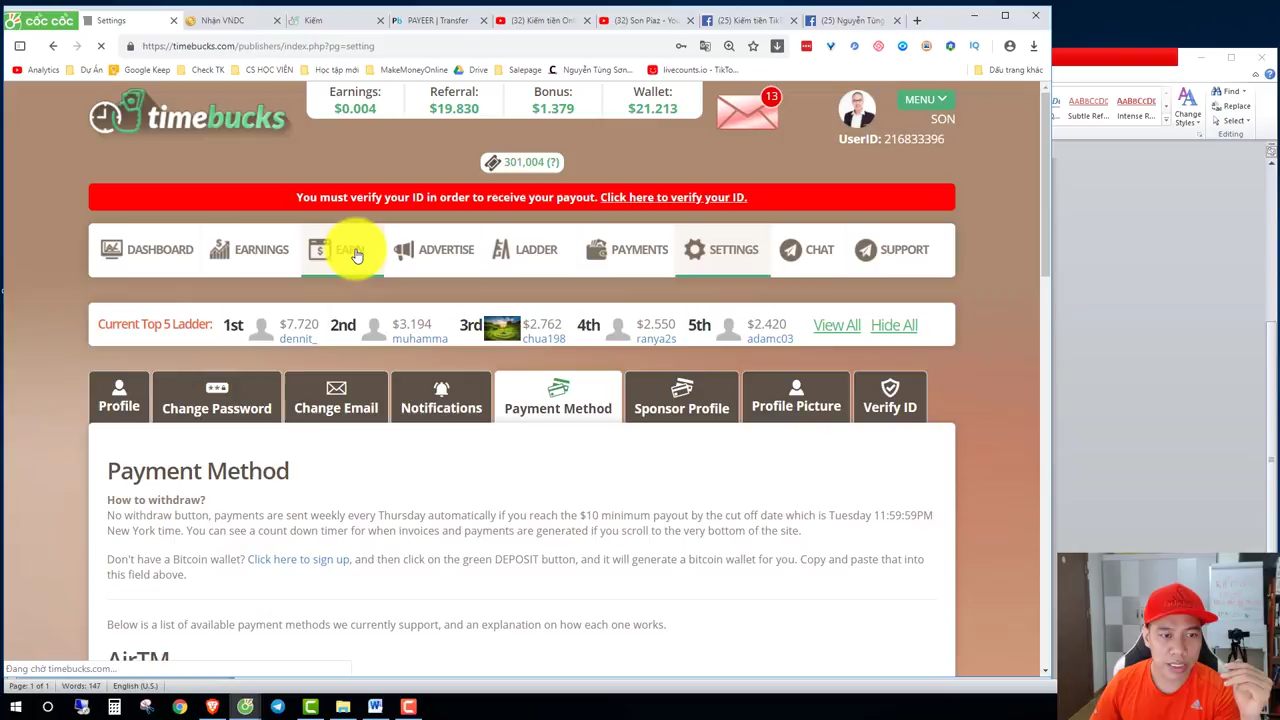 cốc cốc
Settings
Nhận VNDC
Kiếm
PAYEER | Transfer
(32) Kiếm tiền Onl
(32) Son Piaz - You
(25) Kiếm tiền TikT
(25) Nguyễn Tùng
https://timebucks.com/publishers/index.php?pg=setting
Analytics
Dự Án
Google Keep
Check TK
CS HỌC VIÊN
Học tập mới
MakeMoneyOnline
Drive
Salepage
Nguyễn Tùng Sơn...
livecounts.io - TikTo...
Dấu trang khác
timebucks
Earnings: Referral: Bonus: Wallet:
$0.004 $19.830 $1.379 $21.213
13
MENU
SON
UserID: 216833396
301,004 (?)
You must verify your ID in order to receive your payout. Click here to verify your ID.
DASHBOARD EARNINGS EARN ADVERTISE LADDER PAYMENTS SETTINGS CHAT SUPPORT
Current Top 5 Ladder: 1st $7.720 2nd $3.194 3rd $2.762 4th $2.550 5th $2.420 View All Hide All
dennit_ muhamma chua198 ranya2s adamc03
Profile Change Password Change Email Notifications Payment Method Sponsor Profile Profile Picture Verify ID
Payment Method
How to withdraw?
No withdraw button, payments are sent weekly every Thursday automatically if you reach the $10 minimum payout by the cut off date which is Tuesday 11:59:59PM
New York time. You can see a count down timer for when invoices and payments are generated if you scroll to the very bottom of the site.
Don't have a Bitcoin wallet? Click here to sign up, and then click on the green DEPOSIT button, and it will generate a bitcoin wallet for you. Copy and paste that into
this field above.
Below is a list of available payment methods we currently support, and an explanation on how each one works.
AirTM
Đang chờ timebucks.com...
Page: 1 of 1 Words: 147 English (U.S.)
AaBbCcDc AaBbCcDc
Subtle Ref... Intense R...
Change
Styles
Find
Replace
Select
Editing